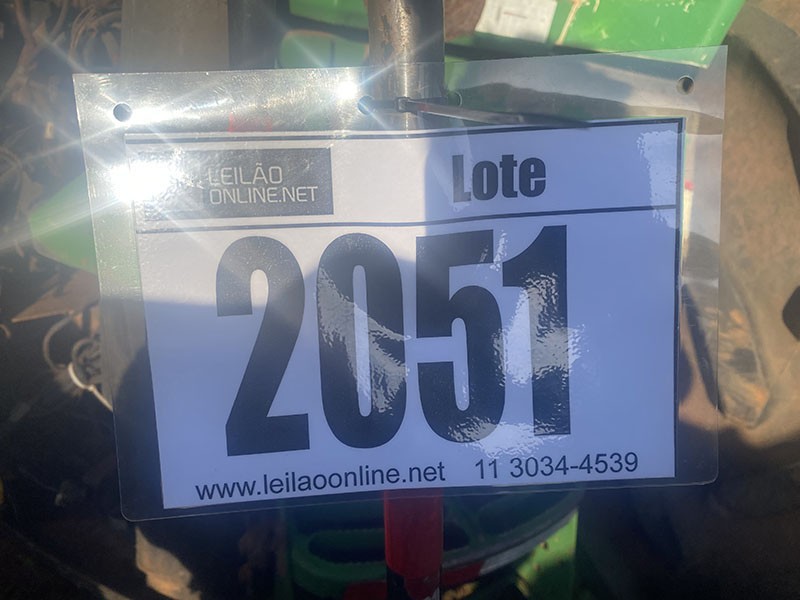 LEILÃO
ONLINE.NET
Lote
2051
www.leilaoonline.net 11 3034-4539